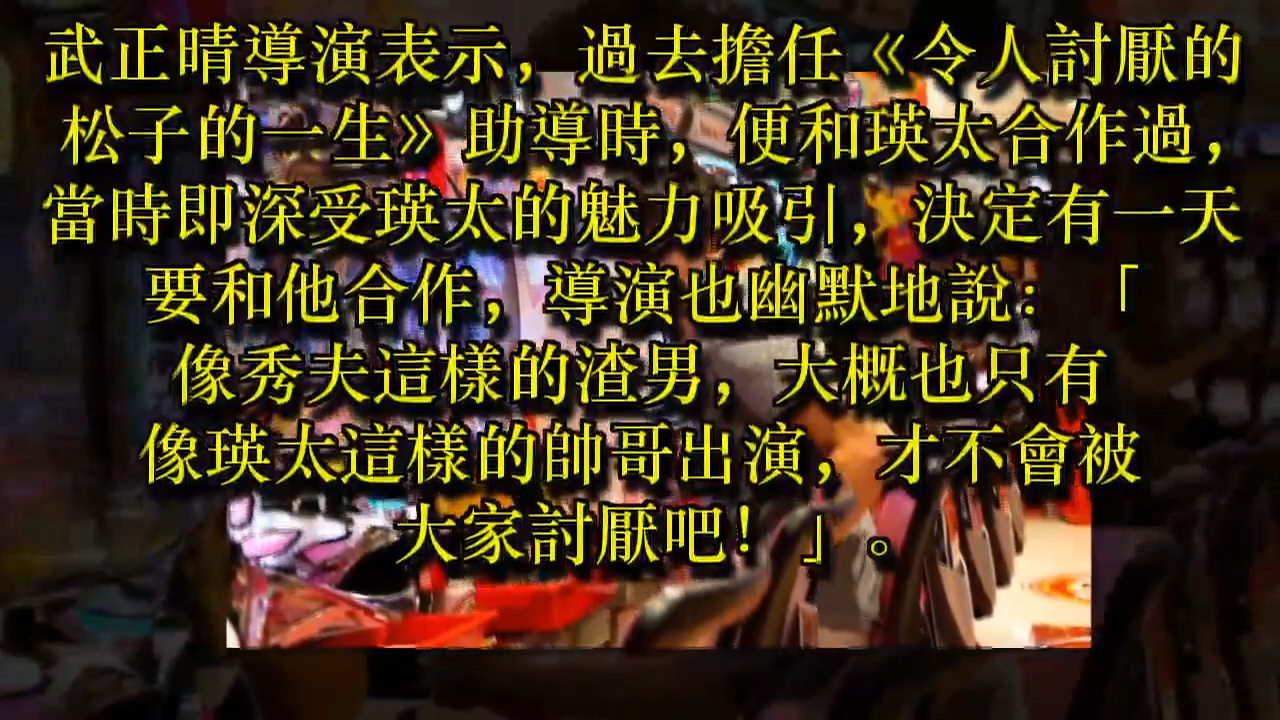 武正晴導演表示，過去擔任《令人討厭的
松子的一生》助導時，便和瑛太合作過，
當時即深受瑛太的魅力吸引，決定有一天
要和他合作，導演也幽默地說：「
像秀夫這樣的渣男，大概也只有
像瑛太這樣的帥哥出演，才不會被
大家討厭吧！」。